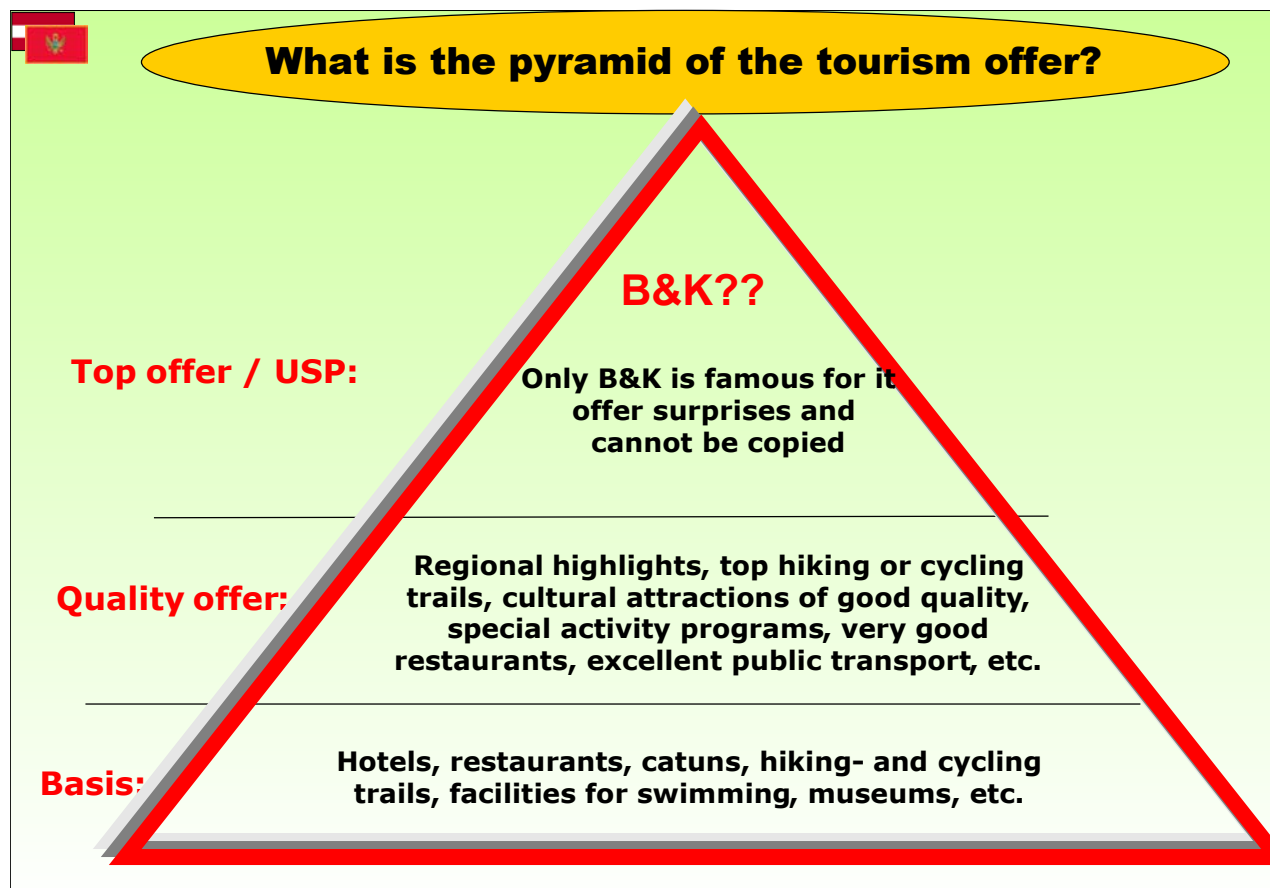 What is the pyramid of the tourism offer?
B&K??
Top offer / USP:
Only B&K is famous for it
offer surprises and
cannot be copied
Quality offer:
Regional highlights, top hiking or cycling
trails, cultural attractions of good quality,
special activity programs, very good
restaurants, excellent public transport, etc.
Basis:
Hotels, restaurants, catuns, hiking- and cycling
trails, facilities for swimming, museums, etc.